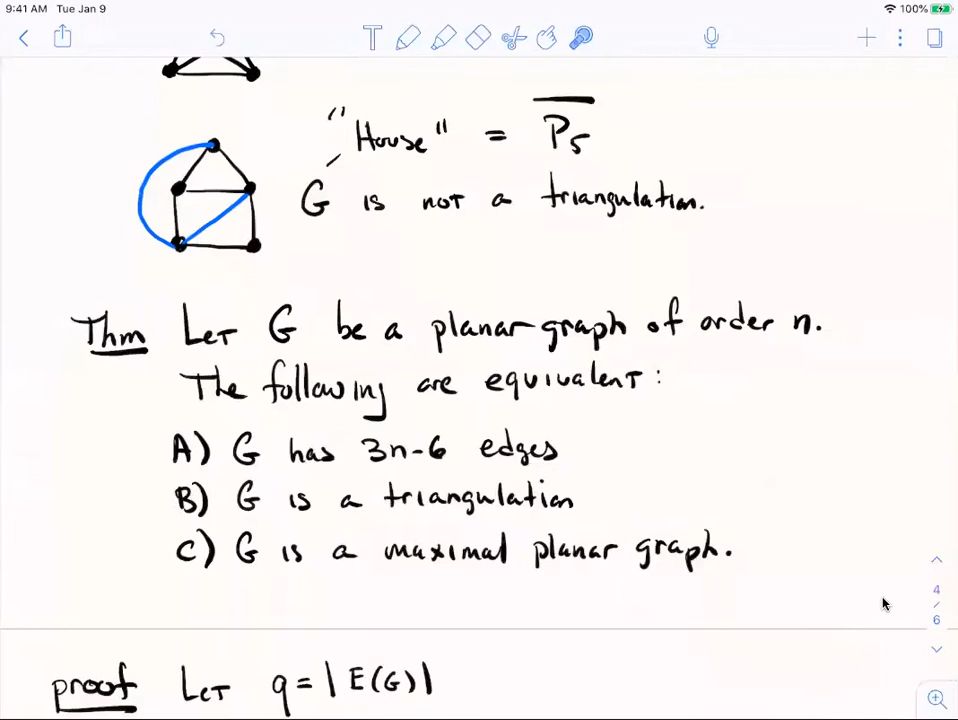 9:41 AM Tue Jan 9
100%
"House" = P̅₅
G is not a triangulation.
Thm Let G be a planar graph of order n.
The following are equivalent:
A) G has 3n-6 edges
B) G is a triangulation
C) G is a maximal planar graph.
4
/
6
proof Let q = |E(G)|